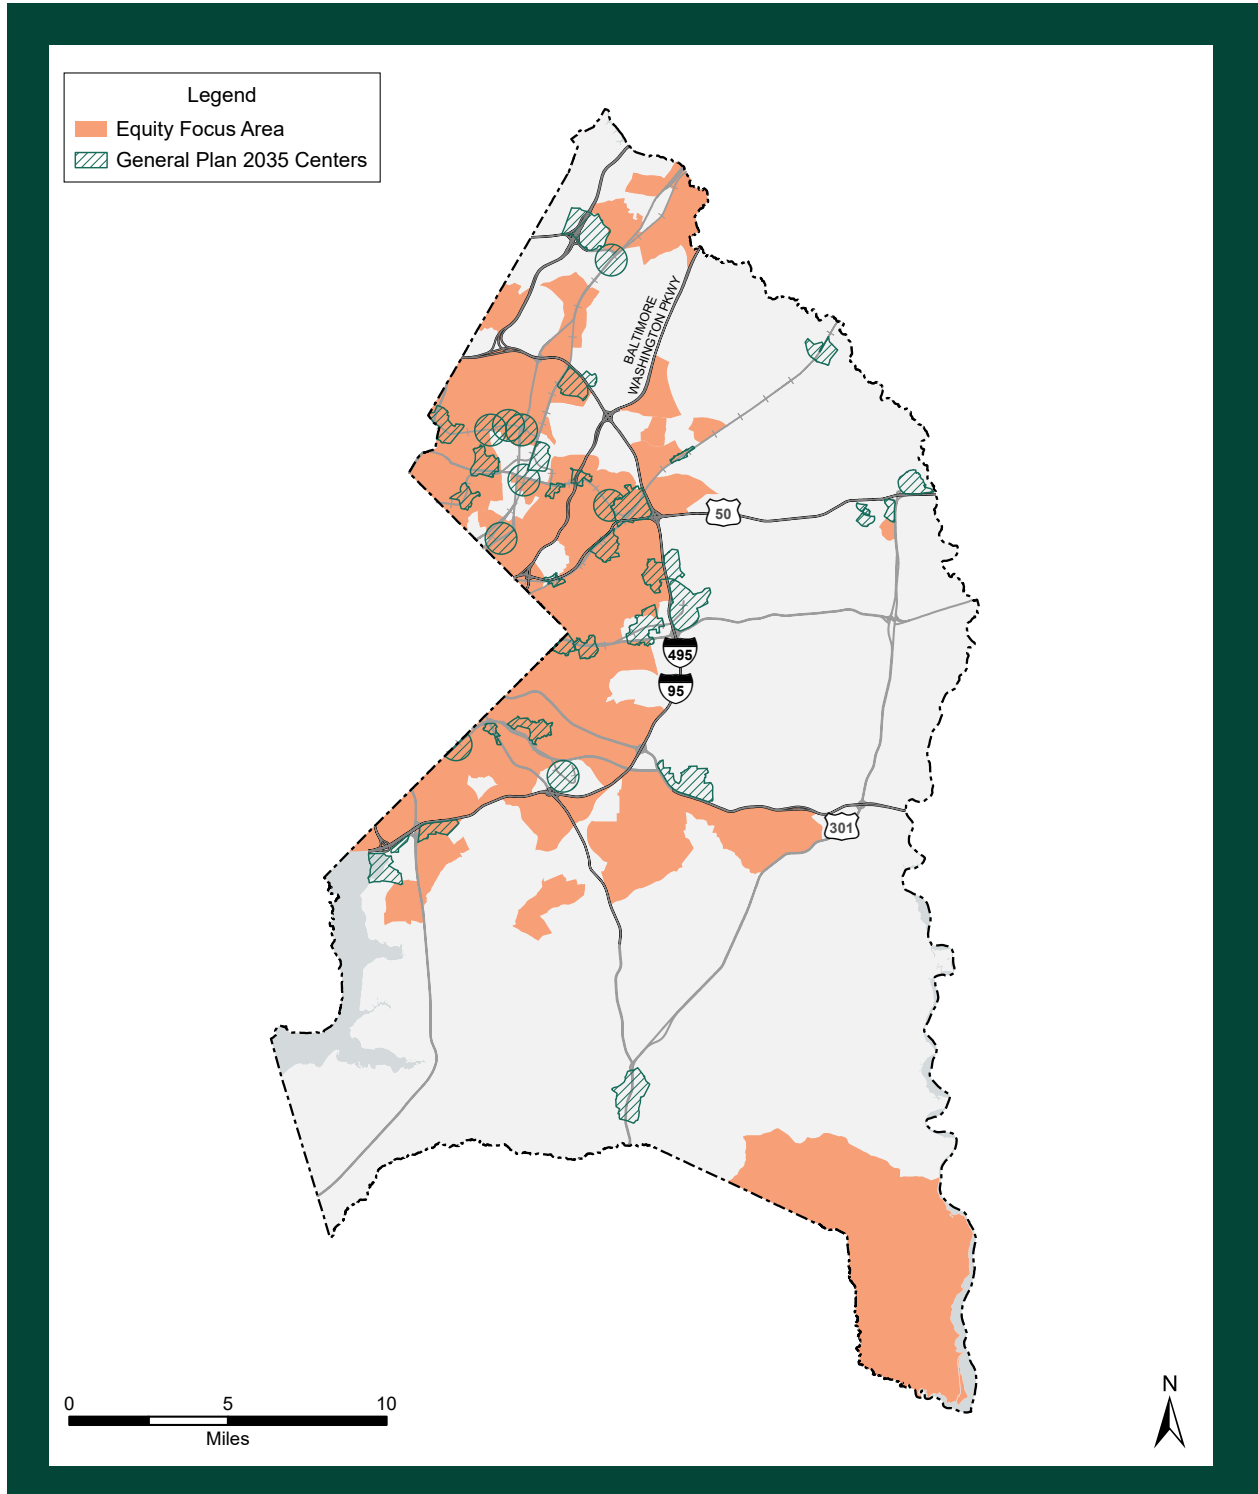 Legend
Equity Focus Area
General Plan 2035 Centers
BALTIMORE
WASHINGTON PKWY
50
495
95
301
0 5 10
Miles
N